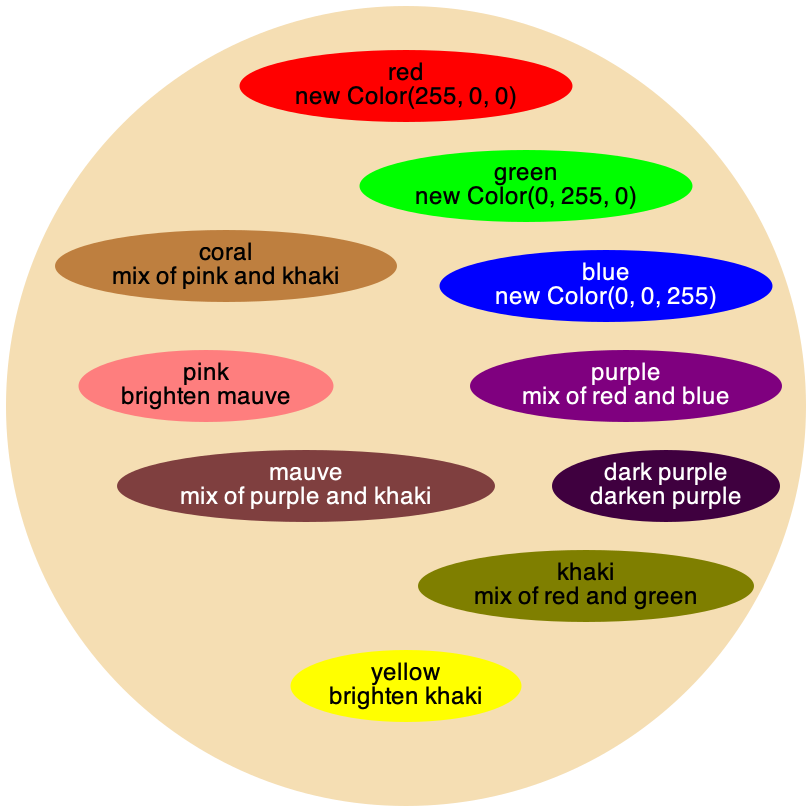 red
new Color(255, 0, 0)
green
new Color(0, 255, 0)
coral
mix of pink and khaki
blue
new Color(0, 0, 255)
pink
brighten mauve
purple
mix of red and blue
mauve
mix of purple and khaki
dark purple
darken purple
khaki
mix of red and green
yellow
brighten khaki